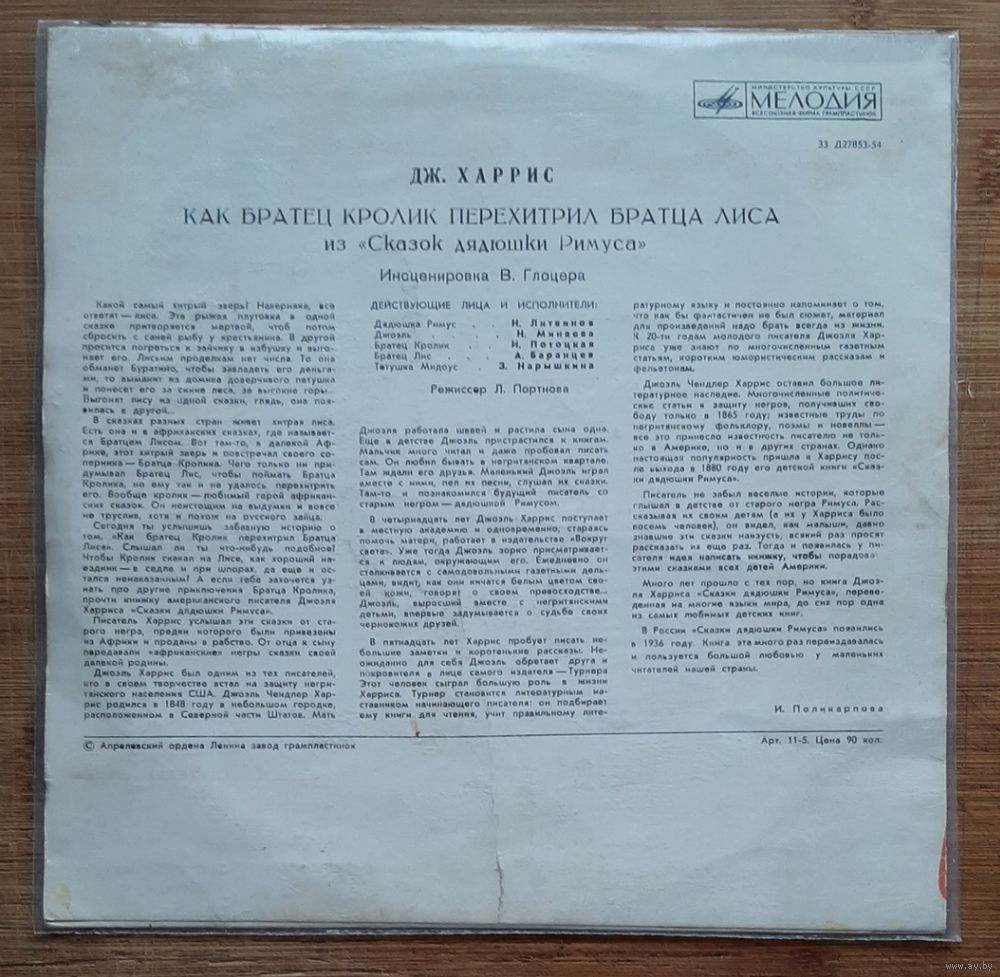 МИНИСТЕРСТВО КУЛЬТУРЫ СССР
МЕЛОДИЯ
ВСЕСОЮЗНАЯ ФИРМА ГРАМПЛАСТИНОК
33 Д27853-54
ДЖ. ХАРРИС
КАК БРАТЕЦ КРОЛИК ПЕРЕХИТРИЛ БРАТЦА ЛИСА
из «Сказок дядюшки Римуса»
Инсценировка В. Глоцера
Какой самый хитрый зверь? Наверняка, все
ответят — лиса. Эта рыжая плутовка в одной
сказке притворяется мертвой, чтоб потом
сбросить с саней рыбу у крестьянина. В другой
просится погреться к зайчику в избушку и выго-
няет его. Лисьим проделкам нет числа. То она
обманет Буратино, чтобы завладеть его деньга-
ми, то выманит из домика доверчивого петушка
и понесет его за синие леса, за высокие горы...
Выгонят лису из одной сказки, глядь, она поя-
вилась в другой...
В сказках разных стран живет хитрая лиса.
Есть она и в африканских сказках, где называет-
ся Братцем Лисом. Вот там-то, в далекой Аф-
рике, этот хитрый зверь и повстречал своего со-
перника — Братца Кролика. Чего только ни при-
думывал Братец Лис, чтобы поймать Братца
Кролика, но ему так и не удалось перехитрить
его. Вообще кролик — любимый герой африкан-
ских сказок. Он неистощим на выдумки и вовсе
не труслив, хотя и похож на русского зайца.
Сегодня ты услышишь забавную историю о
том, «Как братец Кролик перехитрил Братца
Лиса». Слышал ли ты что-нибудь подобное?
Чтобы Кролик скакал на Лисе, как хороший на-
ездник — в седле и при шпорах, да еще и ос-
тался ненаказанным! А если тебе захочется уз-
нать про другие приключения Братца Кролика,
прочти книжку американского писателя Джоэля
Харриса «Сказки дядюшки Римуса».
Писатель Харрис услышал эти сказки от ста-
рого негра, предки которого были привезены
из Африки и проданы в рабство. От отца к сыну
передавали «африканские» негры сказки своей
далекой родины.
Джоэль Харрис был одним из тех писателей,
кто в своем творчестве встал на защиту негри-
тянского населения США. Джоэль Чендлер Хар-
рис родился в 1848 году в небольшом городке,
расположенном в Северной части Штатов. Мать
ДЕЙСТВУЮЩИЕ ЛИЦА И ИСПОЛНИТЕЛИ:
Дядюшка Римус . . Н. Литвинов
Джоэль . . Н. Минаева
Братец Кролик . . И. Потоцкая
Братец Лис . . А. Баранцев
Тетушка Мидоус . З. Нарышкина
Режиссер Л. Портнова
Джоэля работала швеей и растила сына одна.
Еще в детстве Джоэль пристрастился к книгам.
Мальчик много читал и даже пробовал писать
сам. Он любил бывать в негритянском квартале.
Там ждали его друзья. Маленький Джоэль играл
вместе с ними, пел их песни, слушал их сказки.
Там-то, и познакомился будущий писатель со
старым негром — дядюшкой Римусом.
В четырнадцать лет Джоэль Харрис поступает
в местную академию и одновременно, стараясь
помочь матери, работает в издательстве «Вокруг
света». Уже тогда Джоэль зорко присматривает-
ся к людям, окружающим его. Ежедневно он
сталкивается с самодовольными газетными дель-
цами, видит, как они кичатся белым цветом сво-
ей кожи, говорят о своем превосходстве...
Джоэль, выросший вместе с негритянскими
детьми, впервые задумывается о судьбе своих
чернокожих друзей.
В пятнадцать лет Харрис пробует писать не-
большие заметки и коротенькие рассказы. Не-
ожиданно для себя Джоэль обретает друга и
покровителя в лице самого издателя — Турнера
Этот человек сыграл большую роль в жизни
Харриса. Турнер становится литературным на-
ставником начинающего писателя: он подбирает
ему книги для чтения, учит правильному лите-
ратурному языку и постоянно напоминает о том,
что как бы фантастичен не был сюжет, материал
для произведений надо брать всегда из жизни.
К 20-ти годам молодого писателя Джоэля Хар-
риса уже знают по многочисленным газетным
статьям, коротким юмористическим рассказам и
фельетонам.
Джоэль Чендлер Харрис оставил большое ли-
тературное наследие. Многочисленные политичес-
кие статьи в защиту негров, получивших сво-
боду только в 1865 году; известные труды по
негритянскому фольклору, поэмы и новеллы —
все это принесло известность писателю не толь-
ко в Америке, но и в других странах. Однако
настоящая популярность пришла к Харрису пос-
ле выхода в 1880 году его детской книги «Сказ-
ки дядюшки Римуса».
Писатель не забыл веселые истории, которые
слышал в детстве от старого негра Римуса. Рас-
сказывая их своим детям (а их у Харриса было
восемь человек), он видел, как малыши, давно
знавшие эти сказки наизусть, всякий раз просят
рассказать их еще раз. Тогда и появилась у пи-
сателя идея написать книжку, чтобы порадовать
этими сказками всех детей Америки.
Много лет прошло с тех пор, но книга Джоэ-
ля Харриса «Сказки дядюшки Римуса», переве-
денная на многие языки мира, до сих пор одна
из самых любимых детских книг.
В России «Сказки дядюшки Римуса» появились
в 1936 году. Книга эта много раз переиздавалась
и пользуется большой любовью у маленьких
читателей нашей страны.
И. Поликарпова
© Апрелевский ордена Ленина завод грампластинок
Арт. 11-5. Цена 90 коп.
www.ay.by